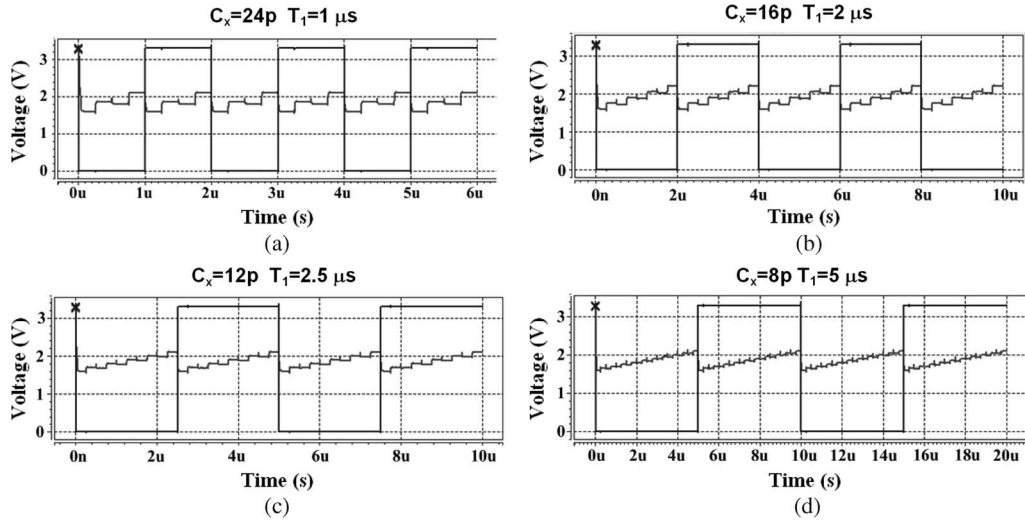 Cx=24p T1=1 μs
Voltage (V)
3
2
1
0
0u 1u 2u 3u 4u 5u 6u
Time (s)
(a)
Cx=16p T1=2 μs
Voltage (V)
3
2
1
0
0n 2u 4u 6u 8u 10u
Time (s)
(b)
Cx=12p T1=2.5 μs
Voltage (V)
3
2
1
0
0n 2u 4u 6u 8u 10u
Time (s)
(c)
Cx=8p T1=5 μs
Voltage (V)
3
2
1
0
0u 2u 4u 6u 8u 10u 12u 14u 16u 18u 20u
Time (s)
(d)